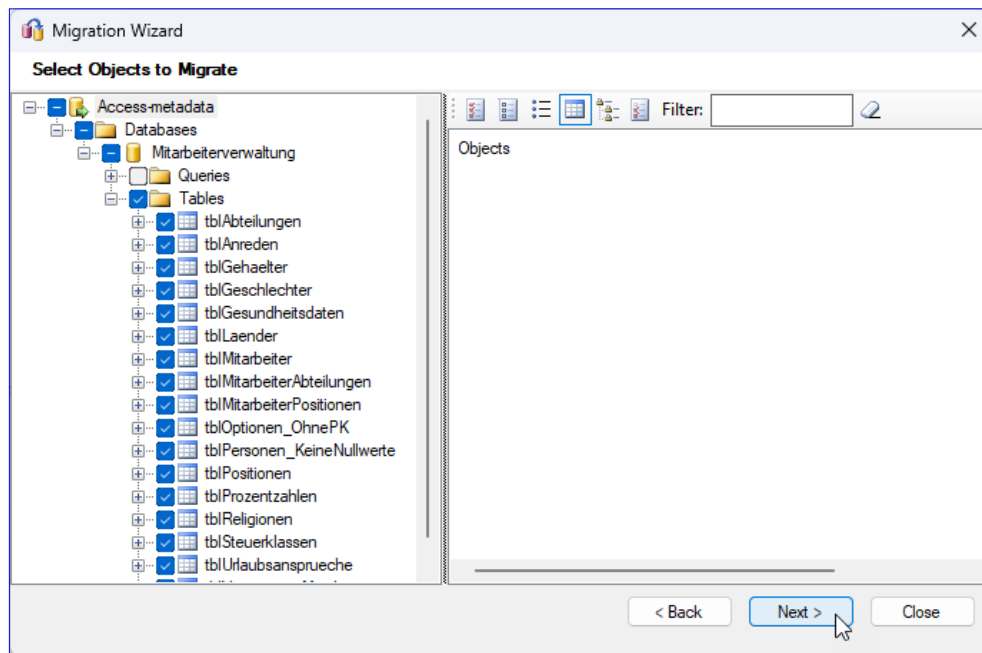 Migration Wizard
Select Objects to Migrate
Access-metadata
Databases
Mitarbeiterverwaltung
Queries
Tables
tblAbteilungen
tblAnreden
tblGehaelter
tblGeschlechter
tblGesundheitsdaten
tblLaender
tblMitarbeiter
tblMitarbeiterAbteilungen
tblMitarbeiterPositionen
tblOptionen_OhnePK
tblPersonen_KeineNullwerte
tblPositionen
tblProzentzahlen
tblReligionen
tblSteuerklassen
tblUrlaubsansprueche
Filter:
Objects
< Back
Next >
Close